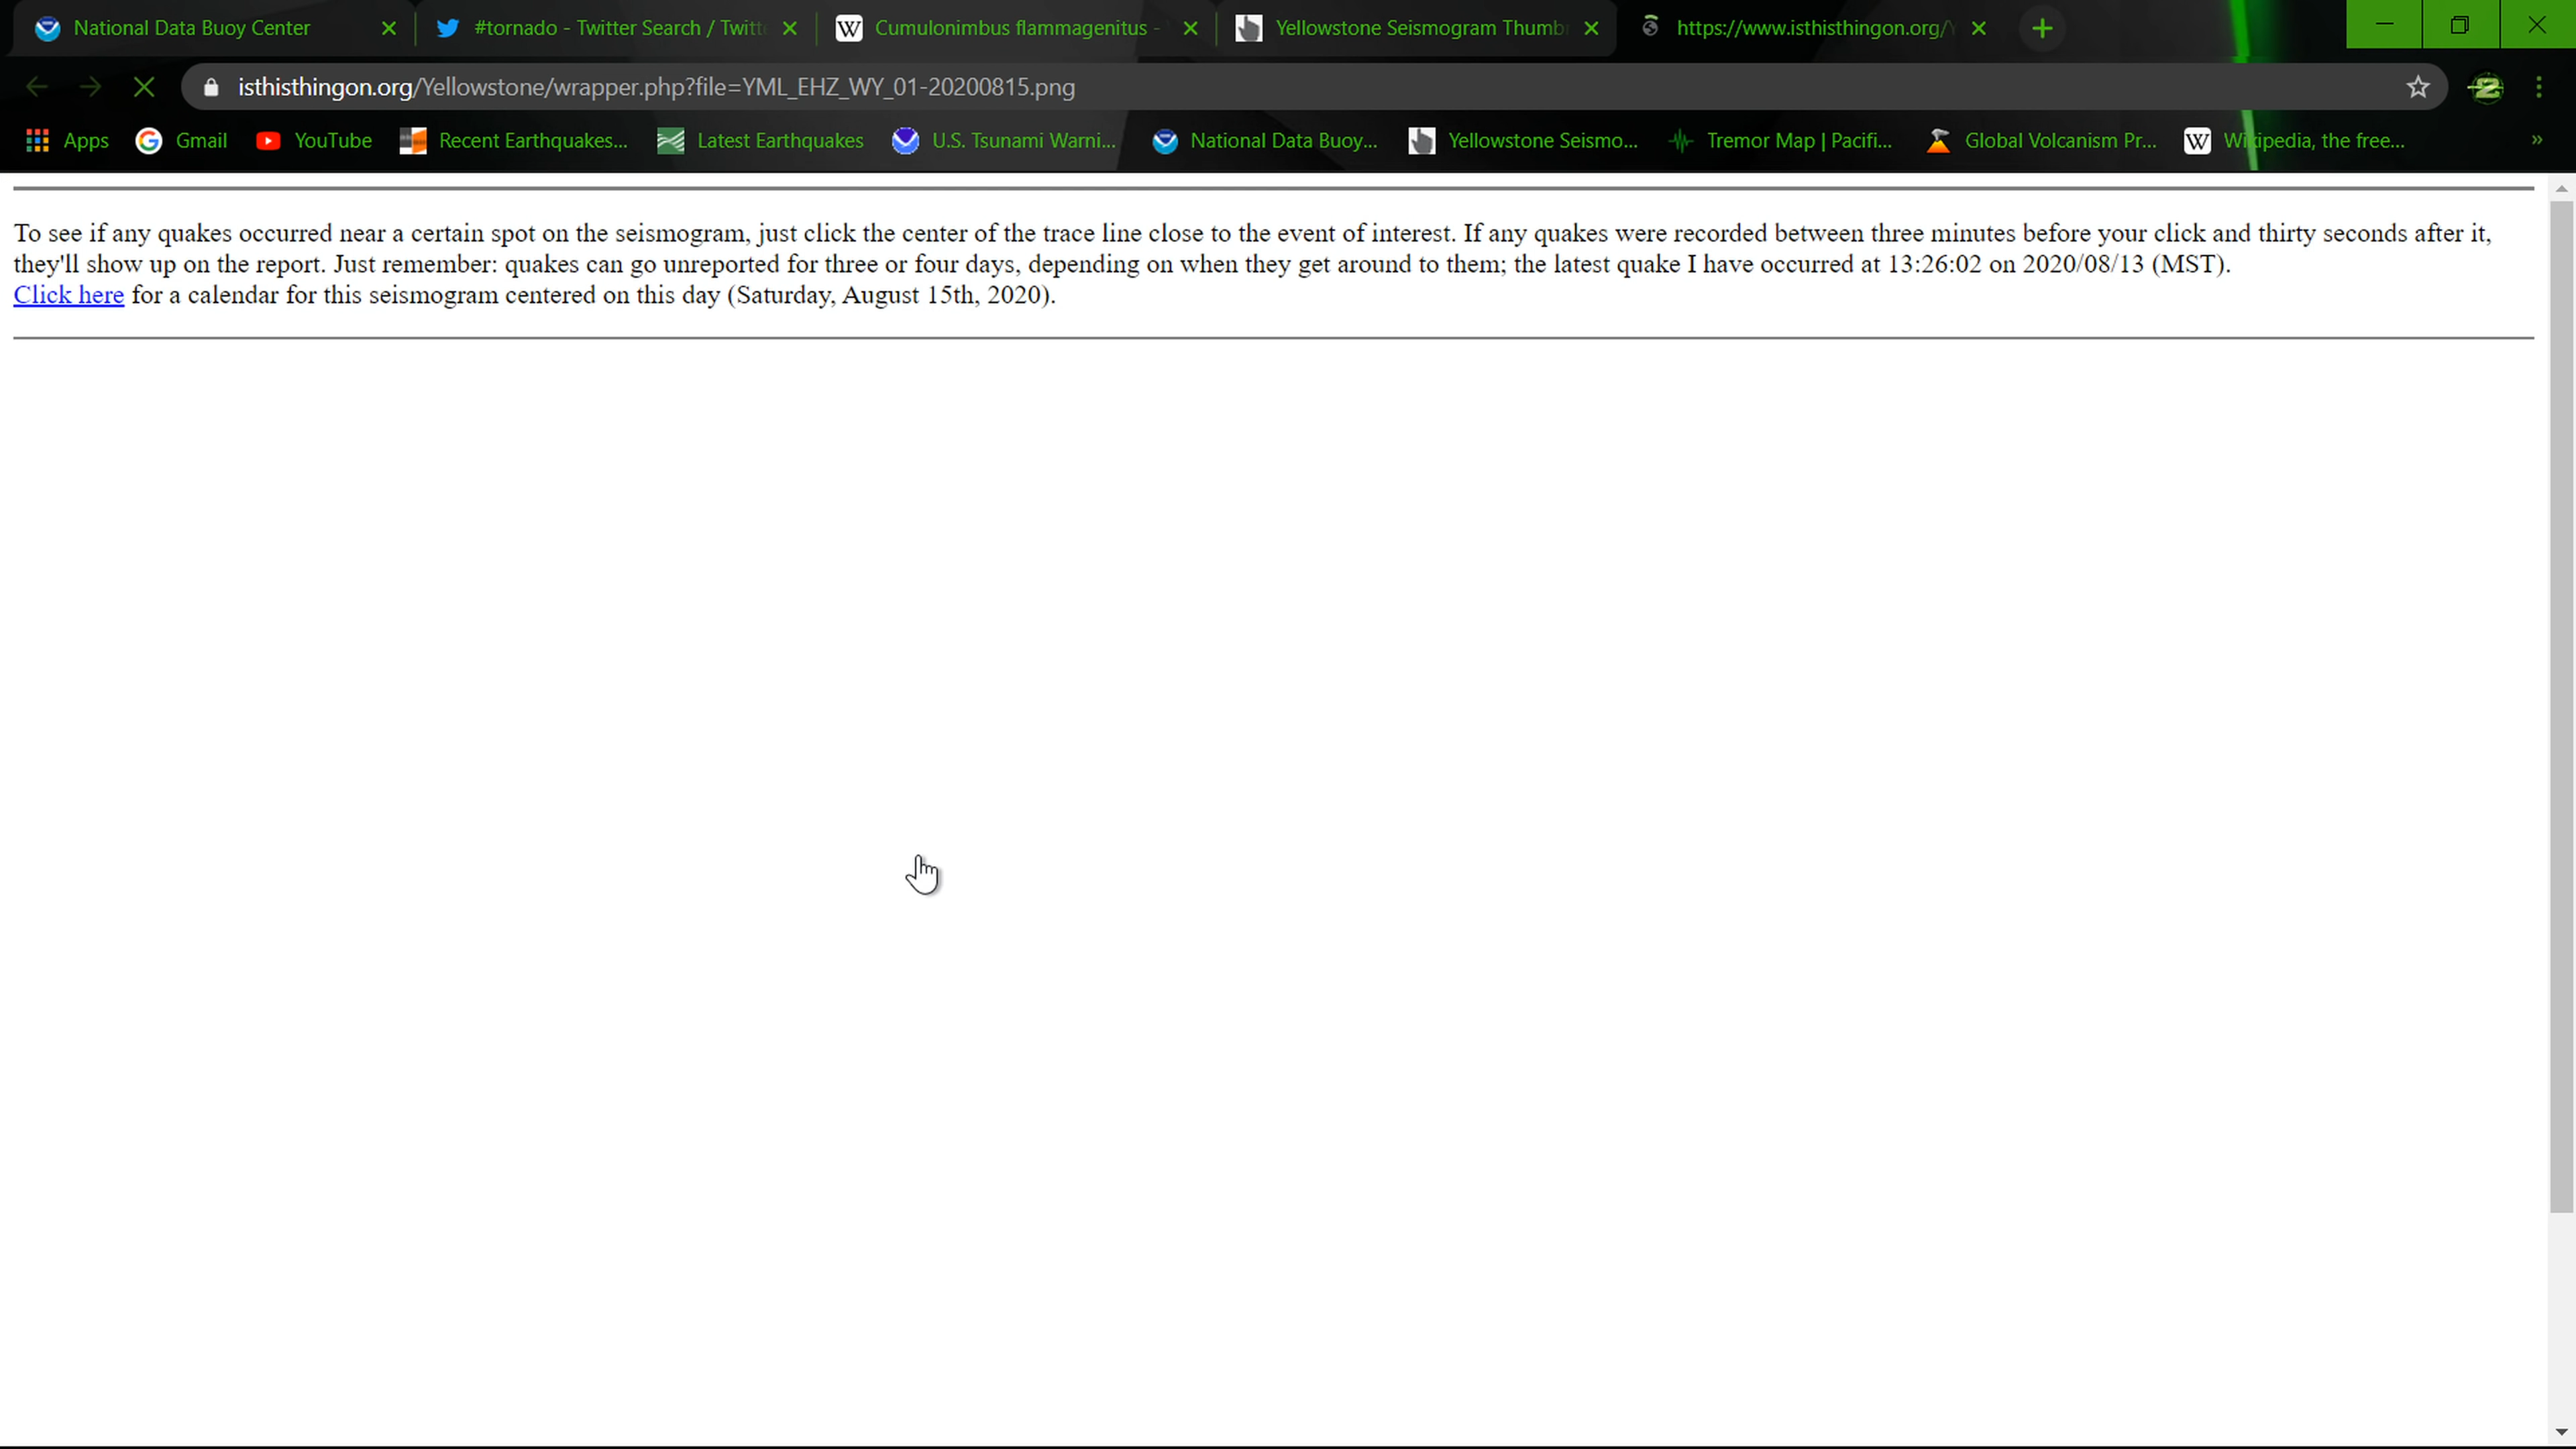 National Data Buoy Center
#tornado - Twitter Search / Twitt
Cumulonimbus flammagenitus -
Yellowstone Seismogram Thumb
https://www.isthisthingon.org/Y
isthisthingon.org/Yellowstone/wrapper.php?file=YML_EHZ_WY_01-20200815.png
Apps
Gmail
YouTube
Recent Earthquakes...
Latest Earthquakes
U.S. Tsunami Warni...
National Data Buoy...
Yellowstone Seismo...
Tremor Map | Pacifi...
Global Volcanism Pr...
W
Wikipedia, the free...
»
To see if any quakes occurred near a certain spot on the seismogram, just click the center of the trace line close to the event of interest. If any quakes were recorded between three minutes before your click and thirty seconds after it,
they'll show up on the report. Just remember: quakes can go unreported for three or four days, depending on when they get around to them; the latest quake I have occurred at 13:26:02 on 2020/08/13 (MST).
Click here for a calendar for this seismogram centered on this day (Saturday, August 15th, 2020).